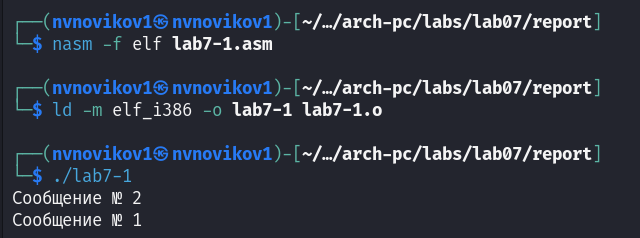 ┌──(nvnovikov1㉿nvnovikov1)-[~/…/arch-pc/labs/lab07/report]
└─$ nasm -f elf lab7-1.asm
┌──(nvnovikov1㉿nvnovikov1)-[~/…/arch-pc/labs/lab07/report]
└─$ ld -m elf_i386 -o lab7-1 lab7-1.o
┌──(nvnovikov1㉿nvnovikov1)-[~/…/arch-pc/labs/lab07/report]
└─$ ./lab7-1
Сообщение № 2
Сообщение № 1